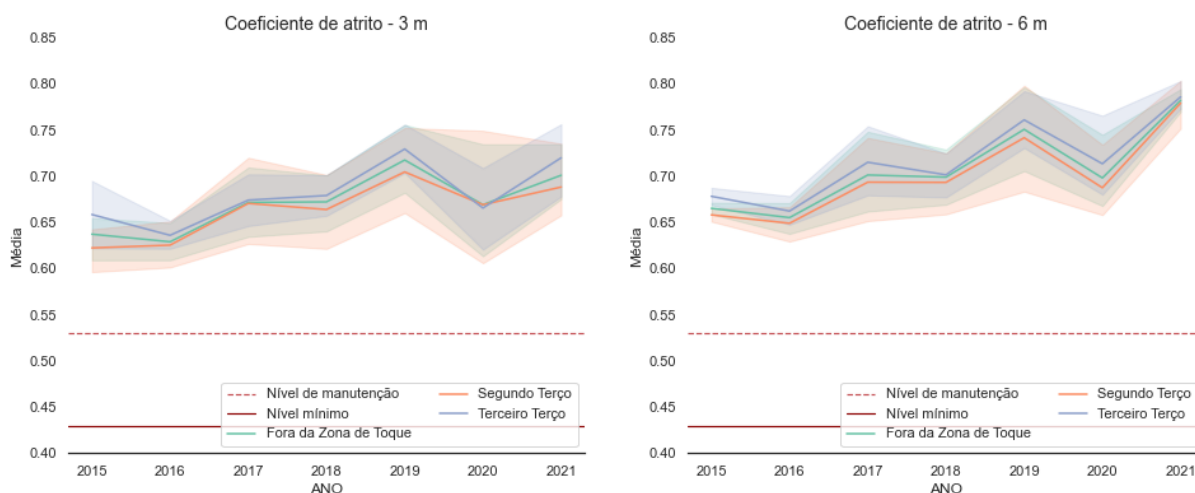 Coeficiente de atrito - 3 m
0.85
0.80
0.75
0.70
0.65
0.60
0.55
0.50
0.45
0.40
Média
Nível de manutenção
Nível mínimo
Fora da Zona de Toque
Segundo Terço
Terceiro Terço
2015 2016 2017 2018 2019 2020 2021
ANO
Coeficiente de atrito - 6 m
0.85
0.80
0.75
0.70
0.65
0.60
0.55
0.50
0.45
0.40
Média
Nível de manutenção
Nível mínimo
Fora da Zona de Toque
Segundo Terço
Terceiro Terço
2015 2016 2017 2018 2019 2020 2021
ANO